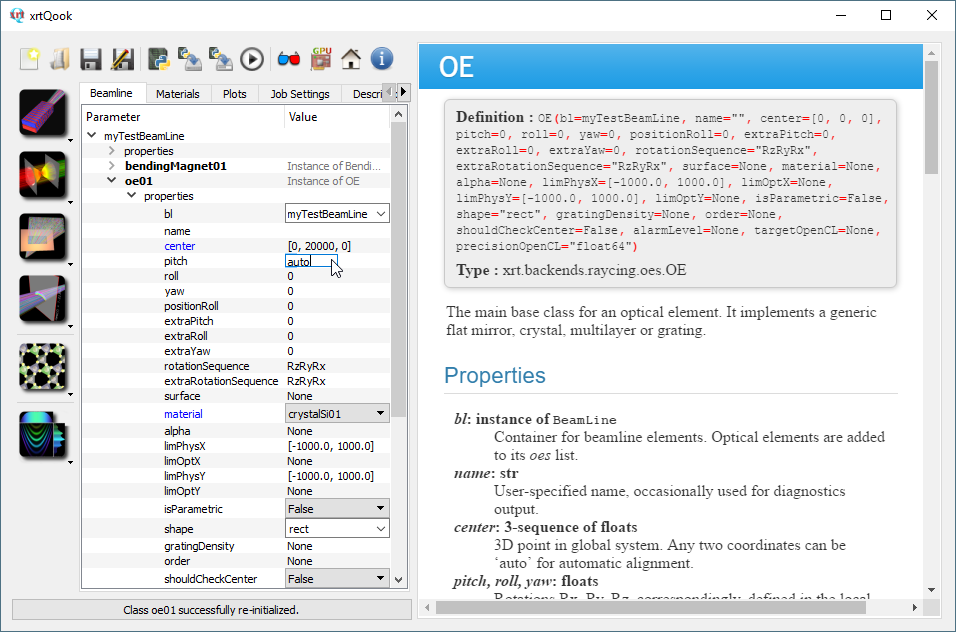 xrtQook
GPU
Beamline Materials Plots Job Settings Descri
Parameter Value
myTestBeamLine
properties
bendingMagnet01 Instance of Bendi...
oe01 Instance of OE
properties
bl myTestBeamLine
name
center [0, 20000, 0]
pitch auto
roll 0
yaw 0
positionRoll 0
extraPitch 0
extraRoll 0
extraYaw 0
rotationSequence RzRyRx
extraRotationSequence RzRyRx
surface None
material crystalSi01
alpha None
limPhysX [-1000.0, 1000.0]
limOptX None
limPhysY [-1000.0, 1000.0]
limOptY None
isParametric False
shape rect
gratingDensity None
order None
shouldCheckCenter False
Class oe01 successfully re-initialized.
OE
Definition : OE(bl=myTestBeamLine, name="", center=[0, 0, 0],
pitch=0, roll=0, yaw=0, positionRoll=0, extraPitch=0,
extraRoll=0, extraYaw=0, rotationSequence="RzRyRx",
extraRotationSequence="RzRyRx", surface=None, material=None,
alpha=None, limPhysX=[-1000.0, 1000.0], limOptX=None,
limPhysY=[-1000.0, 1000.0], limOptY=None, isParametric=False,
shape="rect", gratingDensity=None, order=None,
shouldCheckCenter=False, alarmLevel=None, targetOpenCL=None,
precisionOpenCL="float64")
Type : xrt.backends.raycing.oes.OE
The main base class for an optical element. It implements a generic
flat mirror, crystal, multilayer or grating.
Properties
bl: instance of BeamLine
Container for beamline elements. Optical elements are added
to its oes list.
name: str
User-specified name, occasionally used for diagnostics
output.
center: 3-sequence of floats
3D point in global system. Any two coordinates can be
‘auto’ for automatic alignment.
pitch, roll, yaw: floats
Rotations Rx, Ry, Rz, correspondingly, defined in the local